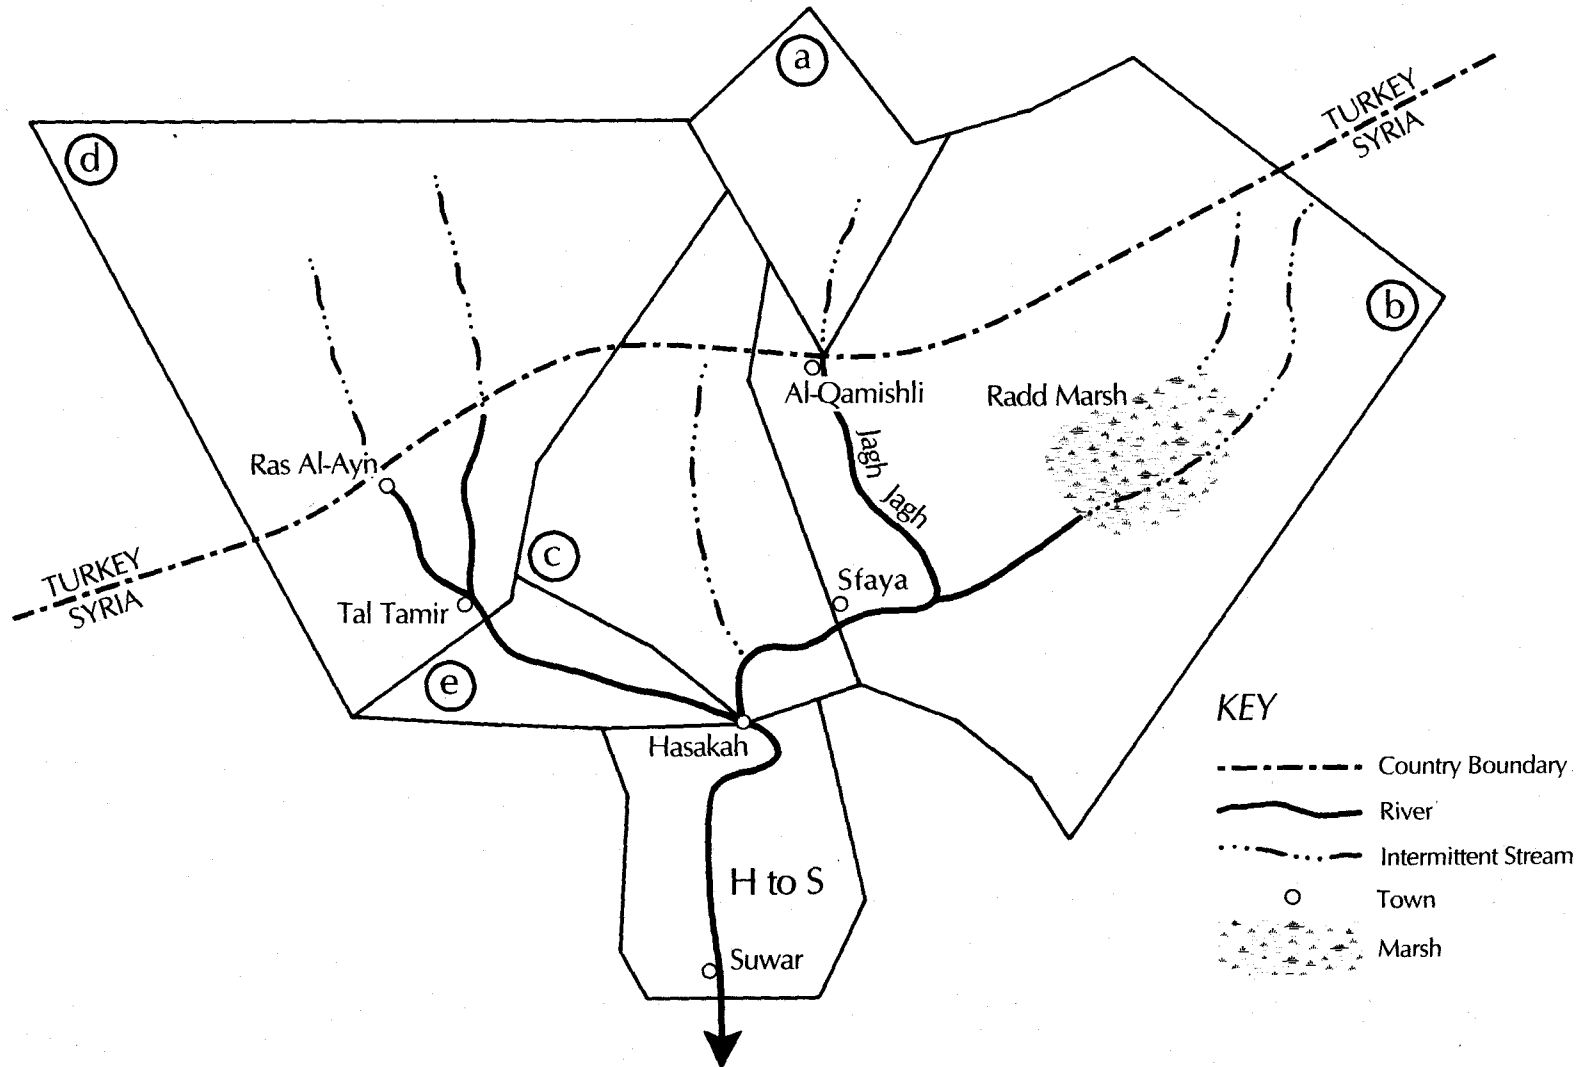 a
TURKEY
SYRIA
d
b
Al-Qamishli
Radd Marsh
Jagh
Jagh
Ras Al-Ayn
c
TURKEY
SYRIA
Sfaya
Tal Tamir
e
KEY
Hasakah
Country Boundary
River
Intermittent Stream
H to S
Town
Suwar
Marsh